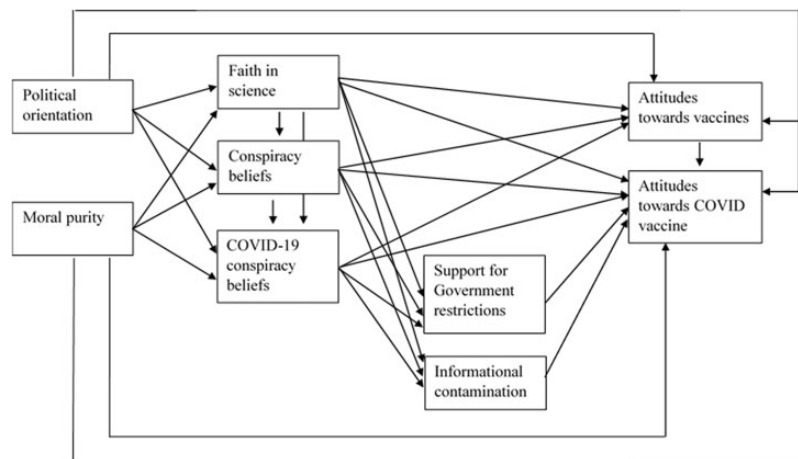 Political
orientation
Moral purity
Faith in
science
Conspiracy
beliefs
COVID-19
conspiracy
beliefs
Support for
Government
restrictions
Informational
contamination
Attitudes
towards vaccines
Attitudes
towards COVID
vaccine